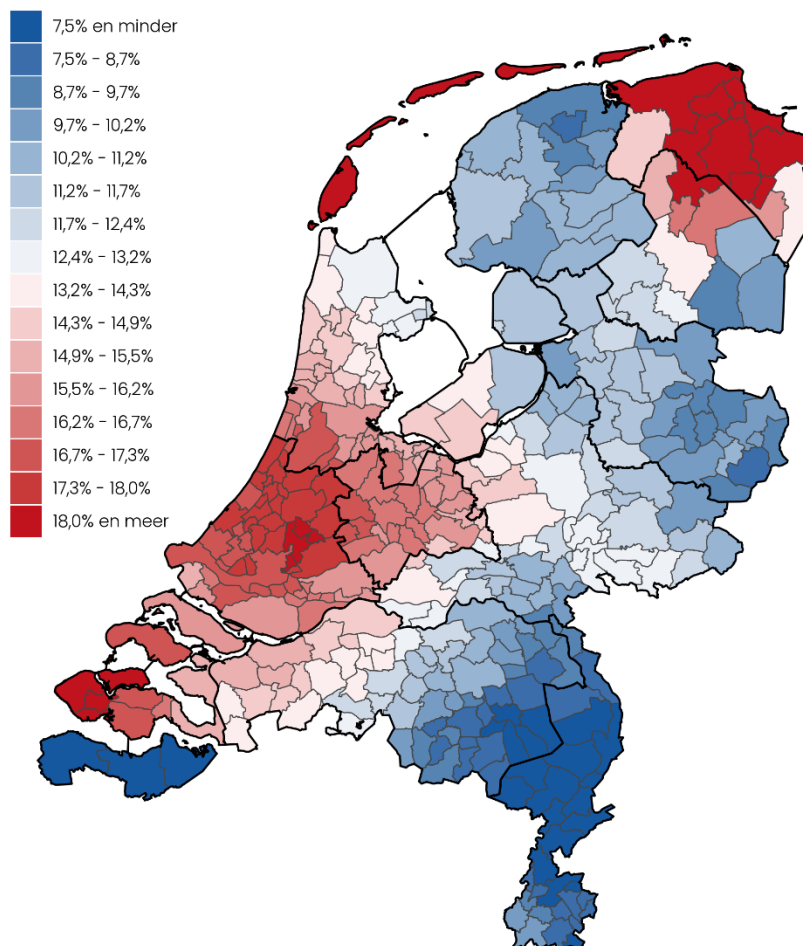 7,5% en minder
7,5% - 8,7%
8,7% - 9,7%
9,7% - 10,2%
10,2% - 11,2%
11,2% - 11,7%
11,7% - 12,4%
12,4% - 13,2%
13,2% - 14,3%
14,3% - 14,9%
14,9% - 15,5%
15,5% - 16,2%
16,2% - 16,7%
16,7% - 17,3%
17,3% - 18,0%
18,0% en meer